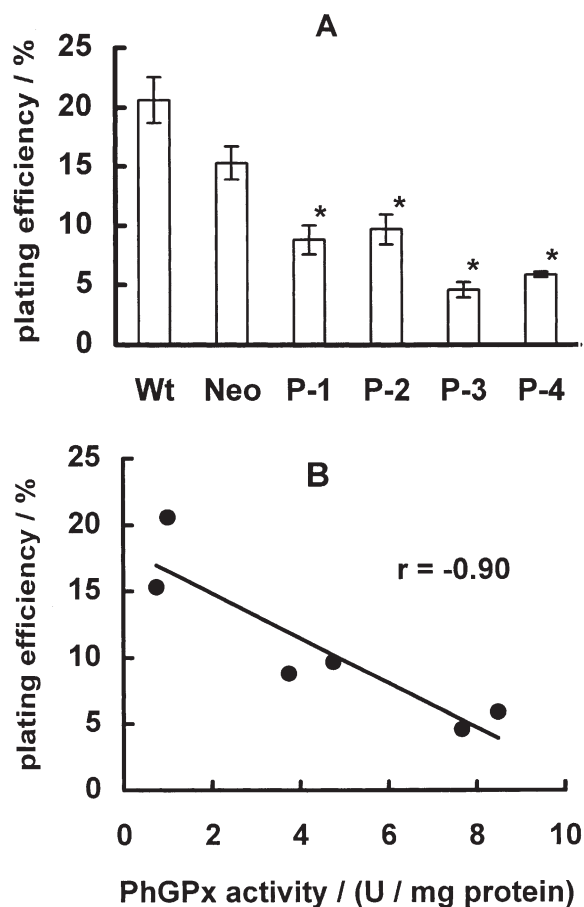 A
plating efficiency / %
25
20
15
10
5
0
* * * *
Wt Neo P-1 P-2 P-3 P-4
B
plating efficiency / %
25
20
15
10
5
0
r = -0.90
0 2 4 6 8 10
PhGPx activity / (U / mg protein)